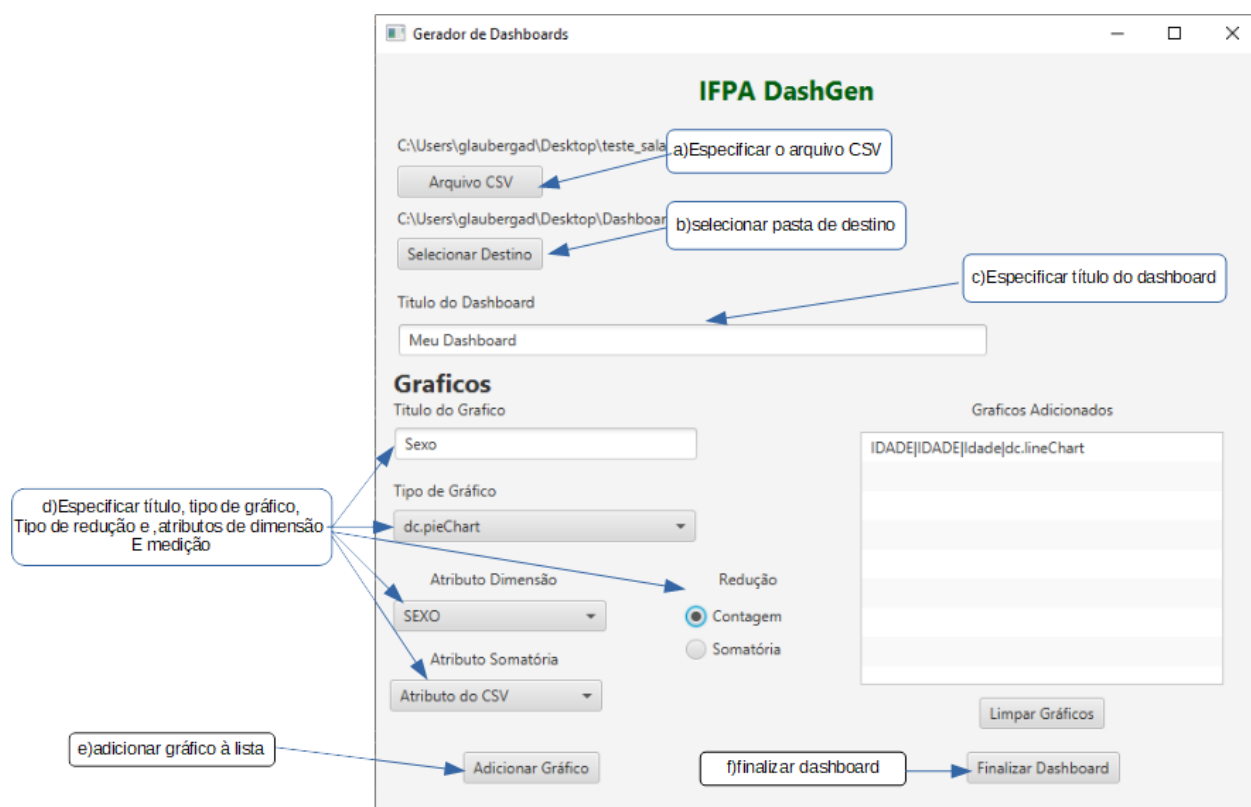 Gerador de Dashboards
IFPA DashGen
C:\Users\glaubergad\Desktop\teste_sala
a)Especificar o arquivo CSV
Arquivo CSV
C:\Users\glaubergad\Desktop\Dashboar
b)selecionar pasta de destino
Selecionar Destino
c)Especificar título do dashboard
Titulo do Dashboard
Meu Dashboard
Graficos
Titulo do Grafico
Graficos Adicionados
Sexo
IDADE|IDADE|Idade|dc.lineChart
d)Especificar título, tipo de gráfico,
Tipo de redução e ,atributos de dimensão
E medição
Tipo de Gráfico
dc.pieChart
Atributo Dimensão
Redução
SEXO
Contagem
Atributo Somatória
Somatória
Atributo do CSV
Limpar Gráficos
e)adicionar gráfico à lista
Adicionar Gráfico
f)finalizar dashboard
Finalizar Dashboard